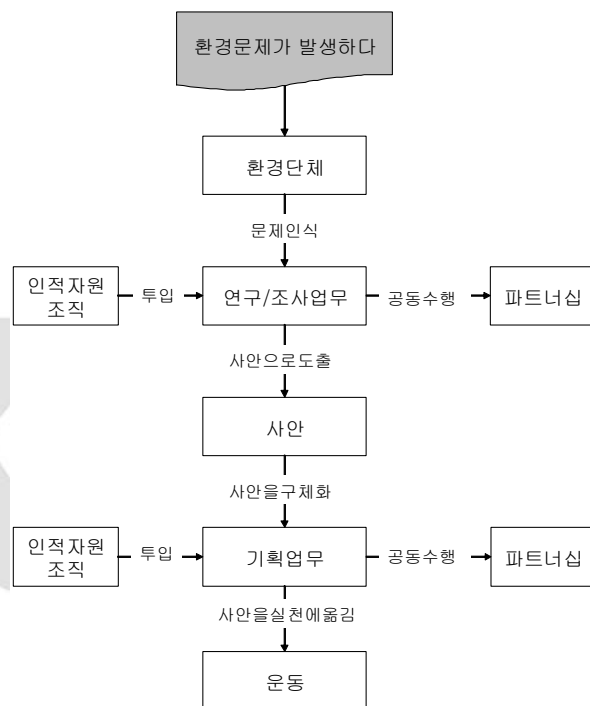 환경문제가 발생하다
환경단체
문제인식
인적자원
조직
투입
연구/조사업무
공동수행
파트너십
사안으로도출
사안
사안을구체화
인적자원
조직
투입
기획업무
공동수행
파트너십
사안을실천에옮김
운동